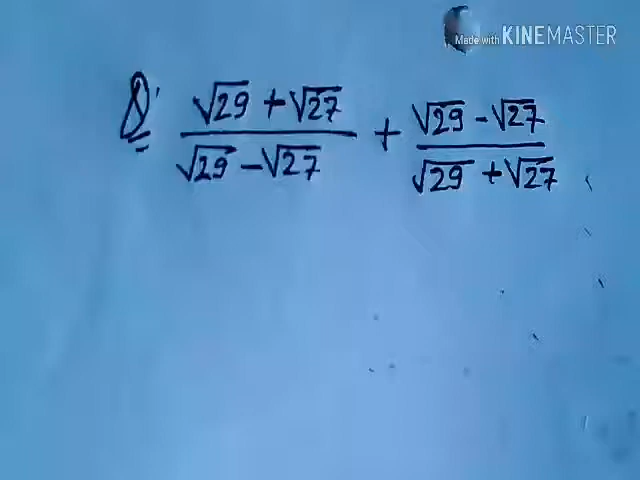 Made with KINEMASTER
Q. (√29 + √27)/(√29 - √27) + (√29 - √27)/(√29 + √27)